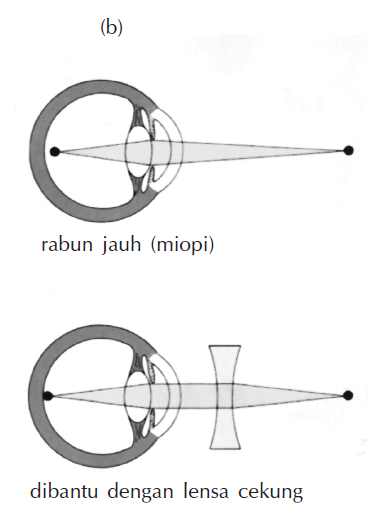 (b)
rabun jauh (miopi)
dibantu dengan lensa cekung